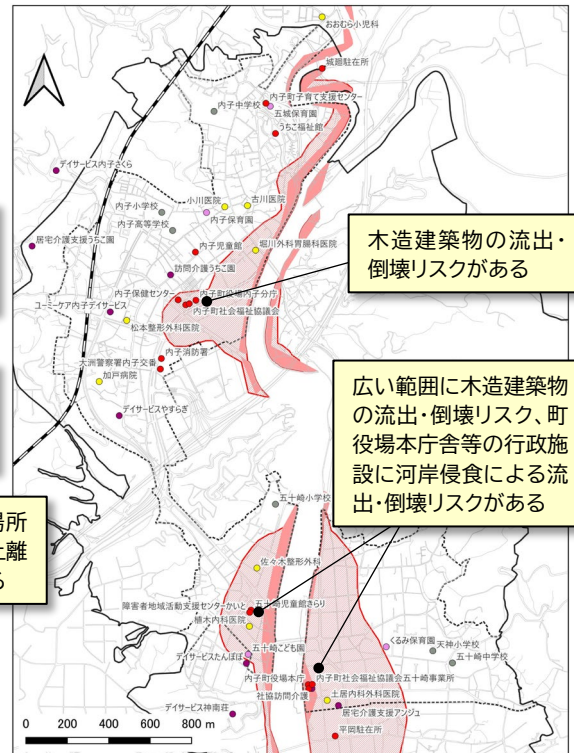 おおむら小児科
城廻駐在所
内子町子育て支援センター
内子中学校
五城保育園
うちこ福祉館
デイサービス内子さくら
小川医院
古川医院
内子小学校
内子保育園
内子高等学校
居宅介護支援うちこ園
内子児童館
堀川外科胃腸科医院
訪問介護うちこ園
木造建築物の流出・
倒壊リスクがある
内子保健センター
内子町役場内子分庁
ユーミーケア内子デイサービス
内子町社会福祉協議会
松本整形外科医院
内子消防署
大洲警察署内子交番
加戸病院
デイサービスやすらぎ
広い範囲に木造建築物
の流出・倒壊リスク、町
役場本庁舎等の行政施
設に河岸侵食による流
出・倒壊リスクがある
五十崎小学校
場所
佐々木整形外科
障害者地域活動支援センターかいと
五十崎児童館きらり
植木内科医院
くるみ保育園
天神小学校
五十崎こども園
デイサービスたんぽぽ
五十崎中学校
内子町役場本庁
内子町社会福祉協議会五十崎事業所
社協訪問介護
土居内科外科医院
デイサービス神南荘
居宅介護支援アンジュ
平岡駐在所
0 200 400 600 800 m